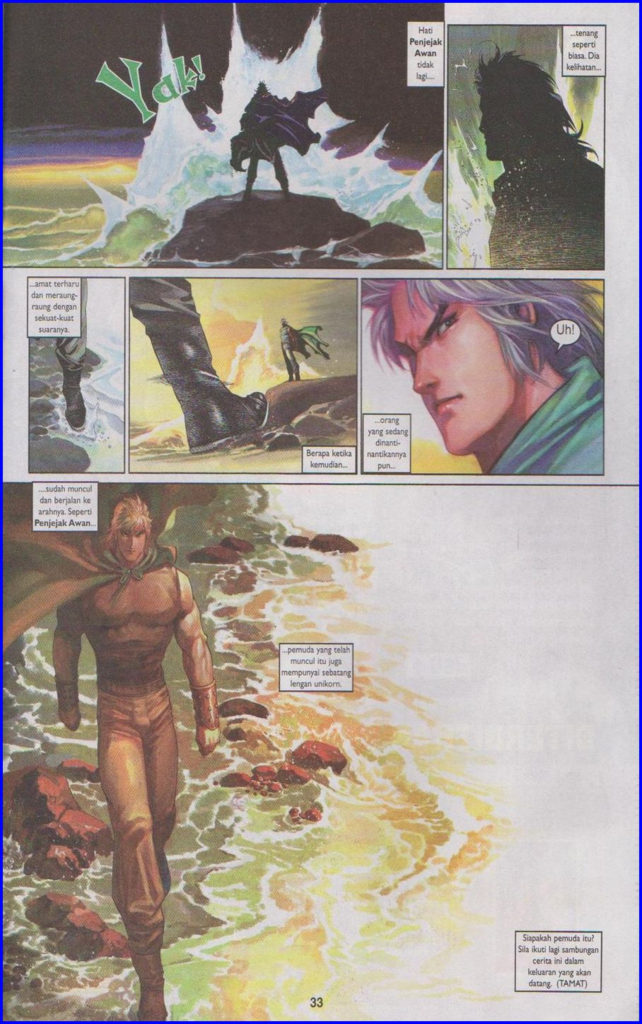 Yak!
Hati
Penjejak
Awan
tidak
lagi....
...tenang
seperti
biasa. Dia
kelihatan...
...amat terharu
dan meraung-
raung dengan
sekuat-kuat
suaranya.
Berapa ketika
kemudian...
Uh!
...orang
yang sedang
dinanti-
nantikannya
pun...
....sudah muncul
dan berjalan ke
arahnya. Seperti
Penjejak Awan...
...pemuda yang telah
muncul itu juga
mempunyai sebatang
lengan unikorn.
Siapakah pemuda itu?
Sila ikuti lagi sambungan
cerita ini dalam
keluaran yang akan
datang. (TAMAT)
33